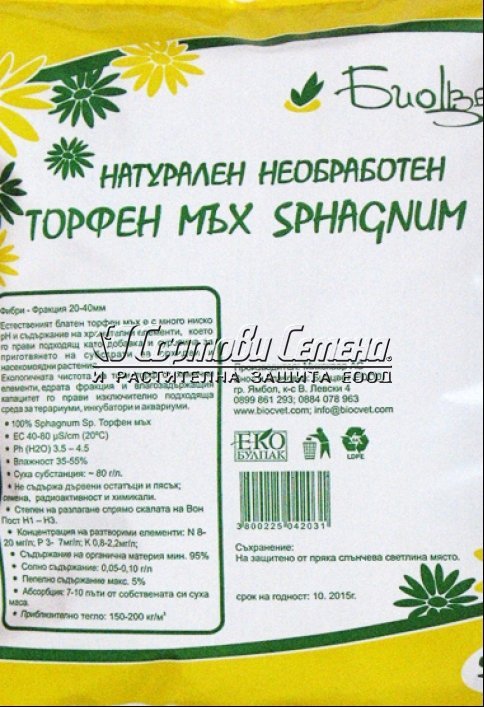 БиоЦве
НАТУРАЛЕН НЕОБРАБОТЕН
ТОРФЕН МЪХ SPHAGNUM
Фибри - Фракция 20-40мм
Естественият блатен торфен мъх е с много ниско
pH и съдържание на хранителни елементи, което
го прави подходящ като добавка
приготвянето на субстрати за орхидеи и
насекомоядни растения
Екологичната чистота
елементи, едрата фракция и влагозадържащия
капацитет го прави изключително подходяща
среда за терариуми, инкубатори и аквариуми.
• 100% Sphagnum Sp. Торфен мъх
• EC 40-80 µS/cm (20°C)
• Ph (H2O) 3.5 – 4.5
• Влажност 35-55%
• Суха субстанция: ~ 80 г/л.
• Не съдържа дървени остатъци и пясък;
семена, радиоактивност и химикали.
• Степен на разлагане спрямо скалата на Вон
Пост H1 – H3.
• Концентрация на разтворими елементи: N 8-
20 мг/лн; P 3- 7мг/л; K 0,8-2,2мг/л;
• Съдържание на органична материя мин. 95%
• Солно съдържание: 0,05-0,10 г/л
• Пепелно съдържание макс. 5%
• Абсорбция: 7-10 пъти от собствената си суха
маса.
• Приблизително тегло: 150-200 кг/м³
Сортови Семена®
И РАСТИТЕЛНА ЗАЩИТА ЕООД
гр. Ямбол, к-с В. Левски 4
0899 861 293; 0884 078 963
www.biocvet.com; info@biocvet.com
ЕКО
БУЛПАК
LDPE
3800225042031
Съхранение:
На защитено от пряка слънчева светлина място.
срок на годност: 10. 2015г.